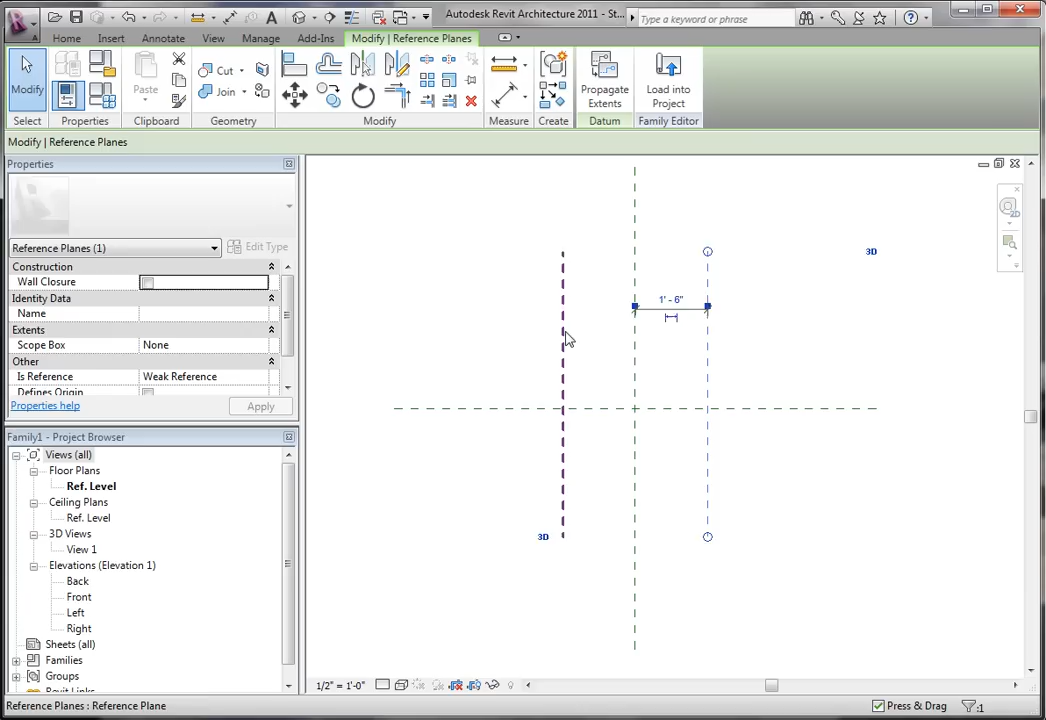 Autodesk Revit Architecture 2011 - St...
Type a keyword or phrase
Home Insert Annotate View Manage Add-Ins Modify | Reference Planes
Modify
Paste
Cut
Join
Propagate Extents
Load into Project
Select Properties Clipboard Geometry Modify Measure Create Datum Family Editor
Modify | Reference Planes
Properties
Reference Planes (1)
Edit Type
Construction
Wall Closure
Identity Data
Name
Extents
Scope Box None
Other
Is Reference Weak Reference
Defines Origin
Properties help
Apply
Family1 - Project Browser
Views (all)
Floor Plans
Ref. Level
Ceiling Plans
Ref. Level
3D Views
View 1
Elevations (Elevation 1)
Back
Front
Left
Right
Sheets (all)
Families
Groups
Revit Links
2D
3D
1' - 6"
3D
1/2" = 1'-0"
Reference Planes : Reference Plane
Press & Drag
:1